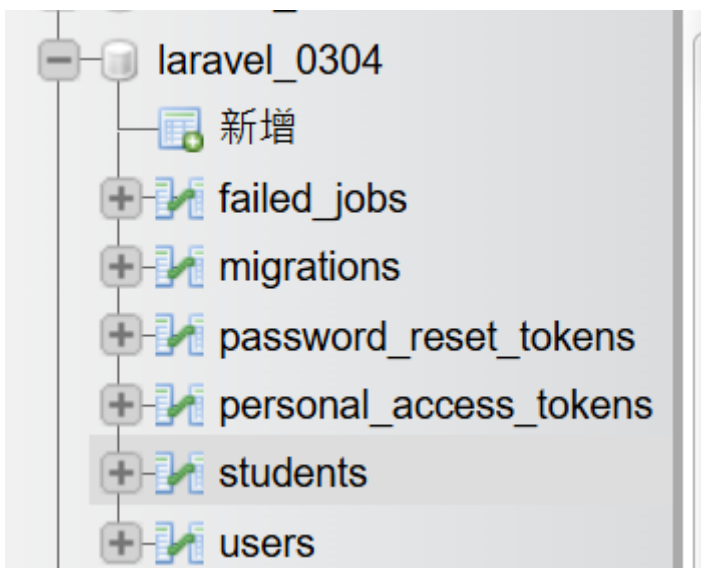 laravel_0304
新增
failed_jobs
migrations
password_reset_tokens
personal_access_tokens
students
users